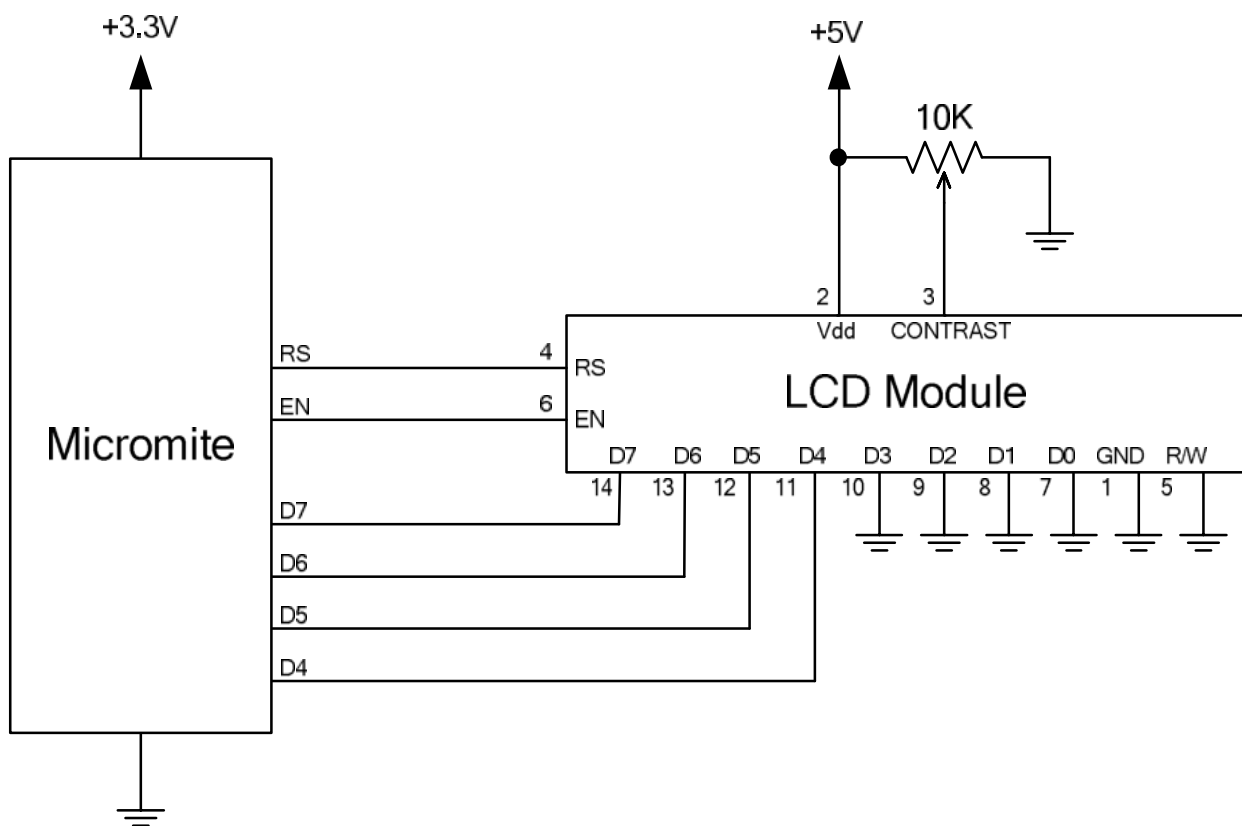 +3.3V
+5V
10K
2 3
Vdd CONTRAST
RS 4 RS
LCD Module
EN 6 EN
Micromite
D7 D6 D5 D4 D3 D2 D1 D0 GND R/W
14 13 12 11 10 9 8 7 1 5
D7
D6
D5
D4